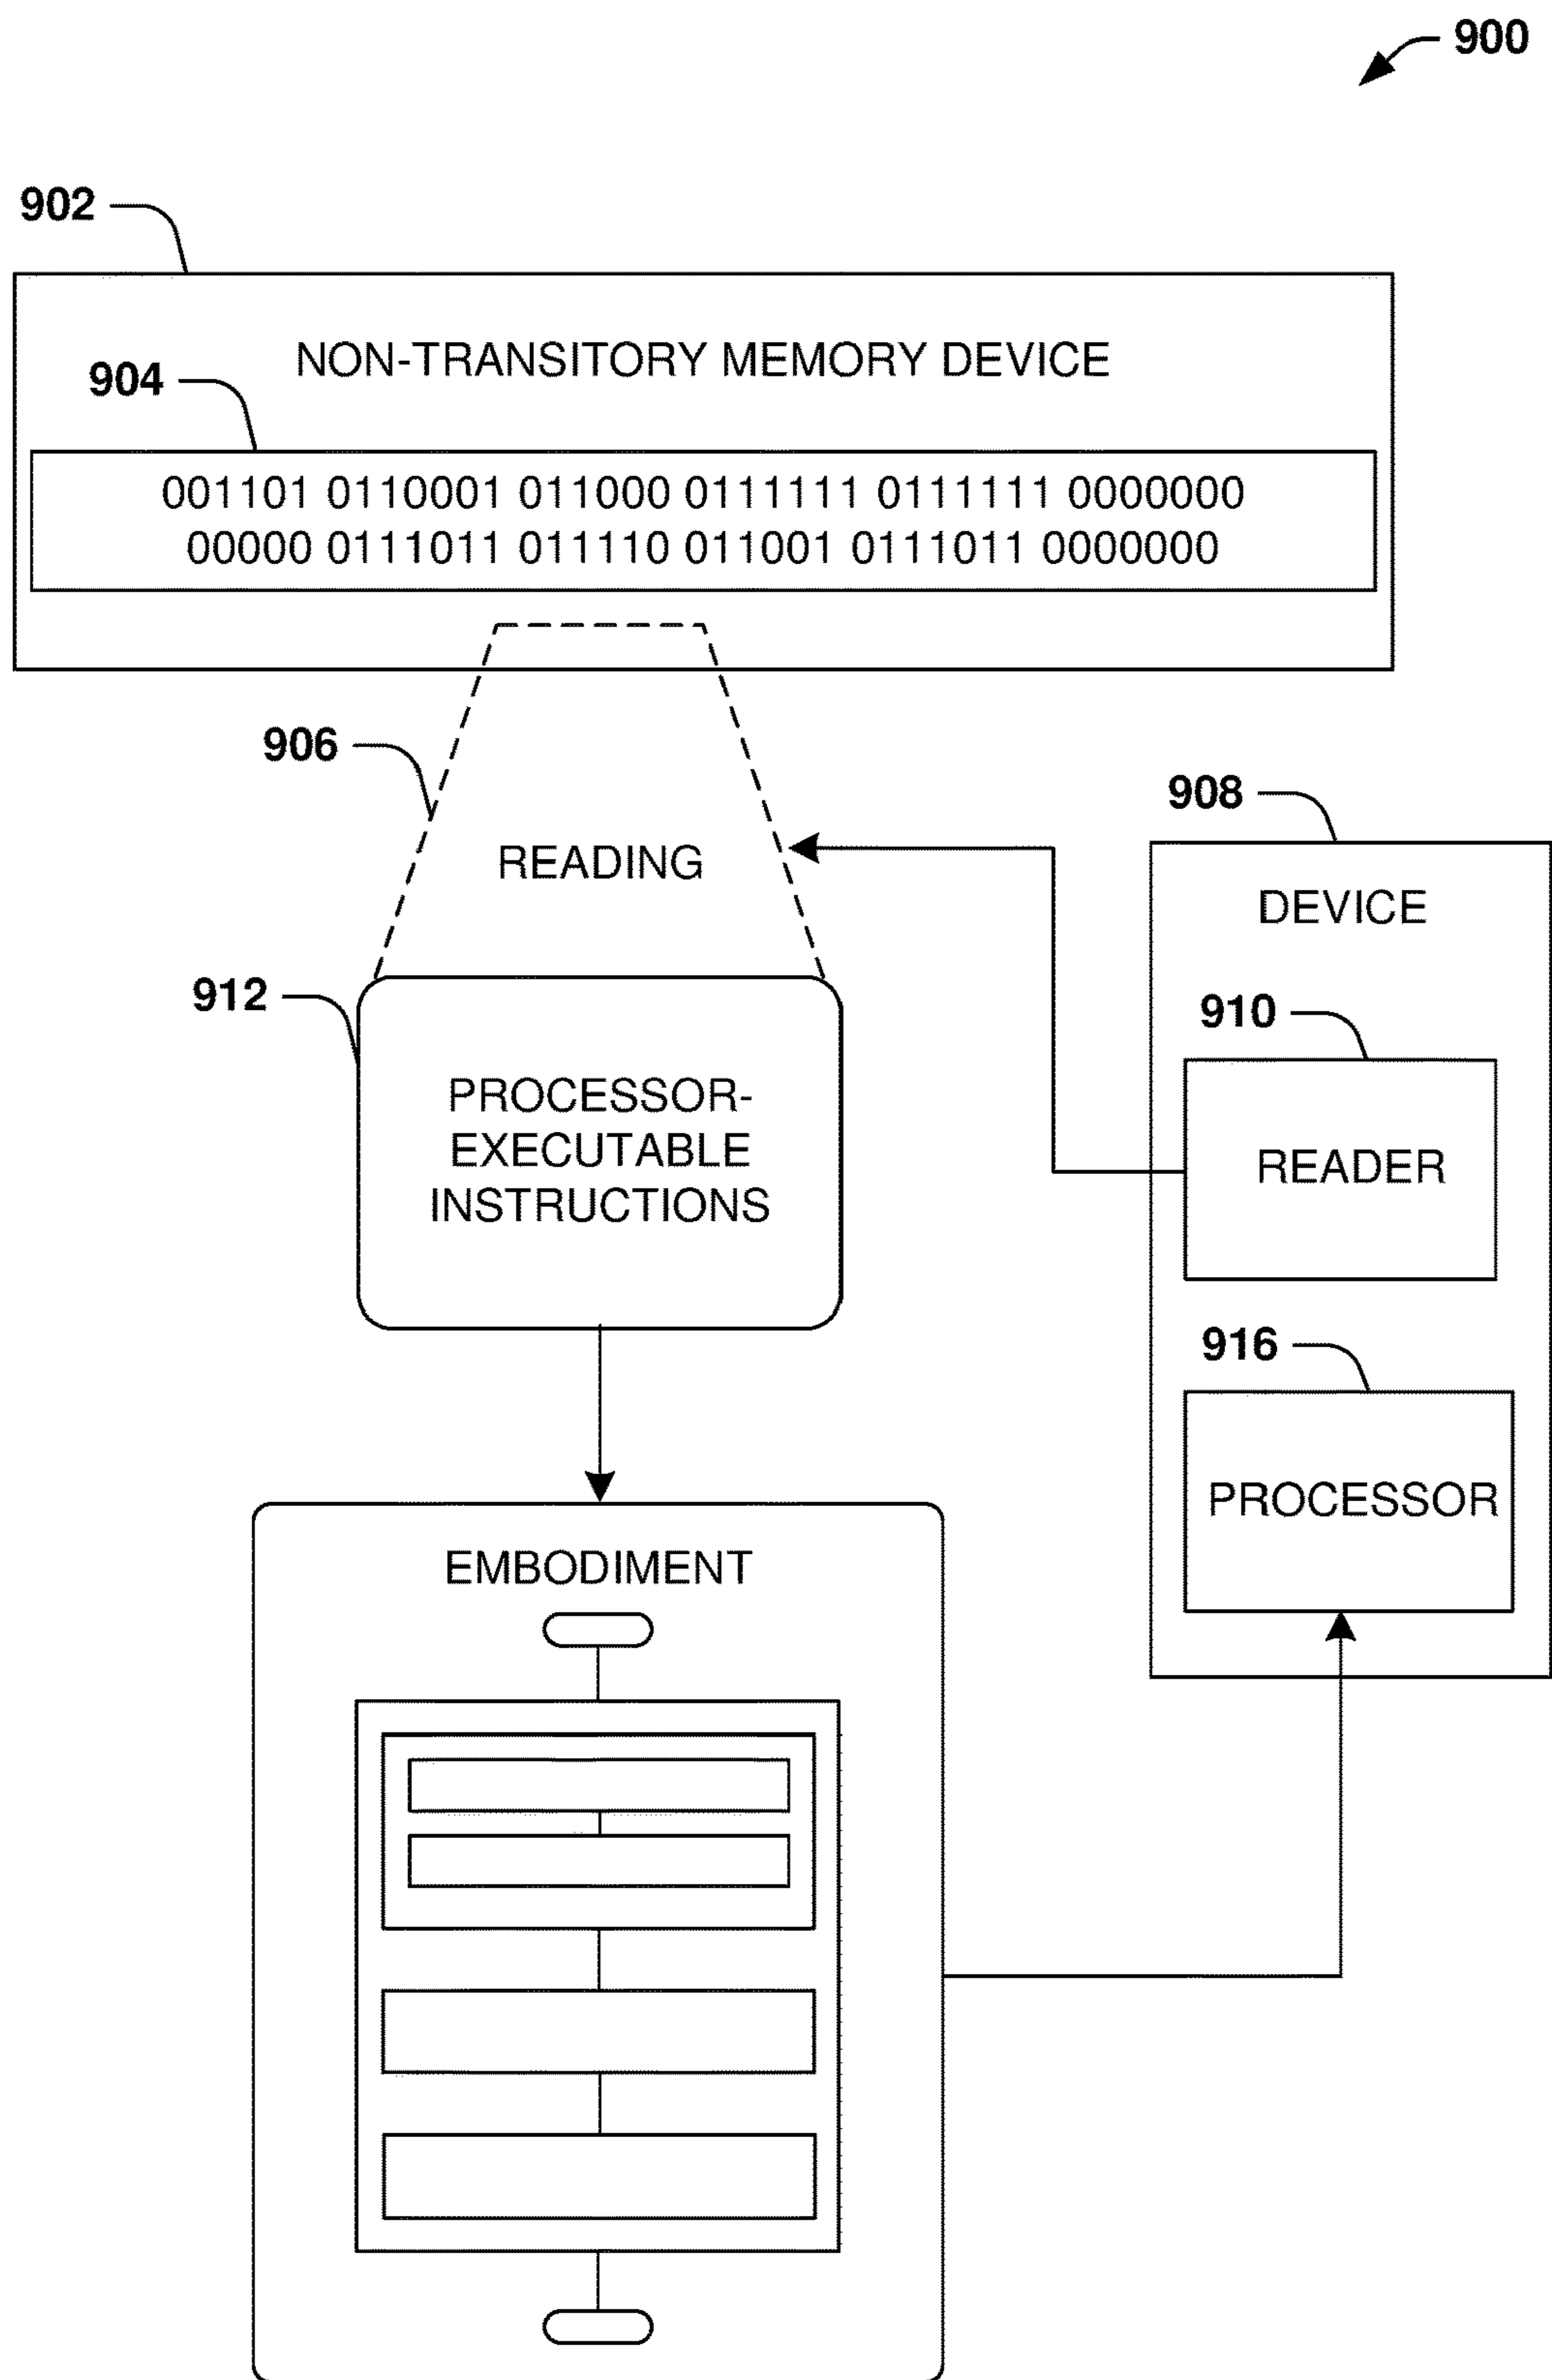 900
902
NON-TRANSITORY MEMORY DEVICE
904
001101 0110001 011000 0111111 0111111 0000000
00000 0111011 011110 011001 0111011 0000000
906
READING
908
DEVICE
912
PROCESSOR-
EXECUTABLE
INSTRUCTIONS
910
READER
916
PROCESSOR
EMBODIMENT